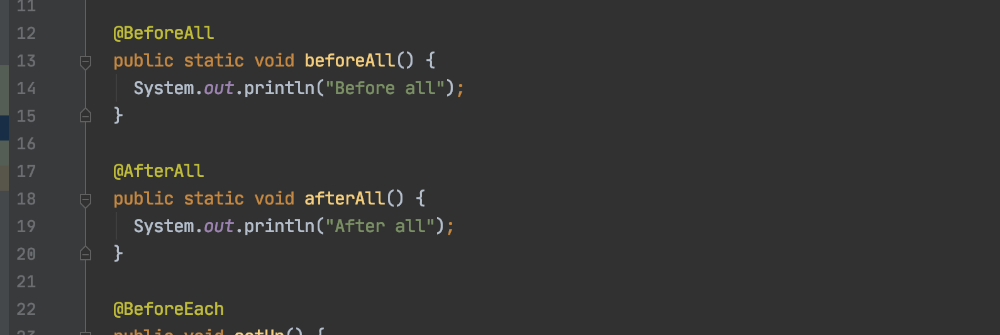 11
12 @BeforeAll
13 public static void beforeAll() {
14 System.out.println("Before all");
15 }
16
17 @AfterAll
18 public static void afterAll() {
19 System.out.println("After all");
20 }
21
22 @BeforeEach
23 public void setUp() {